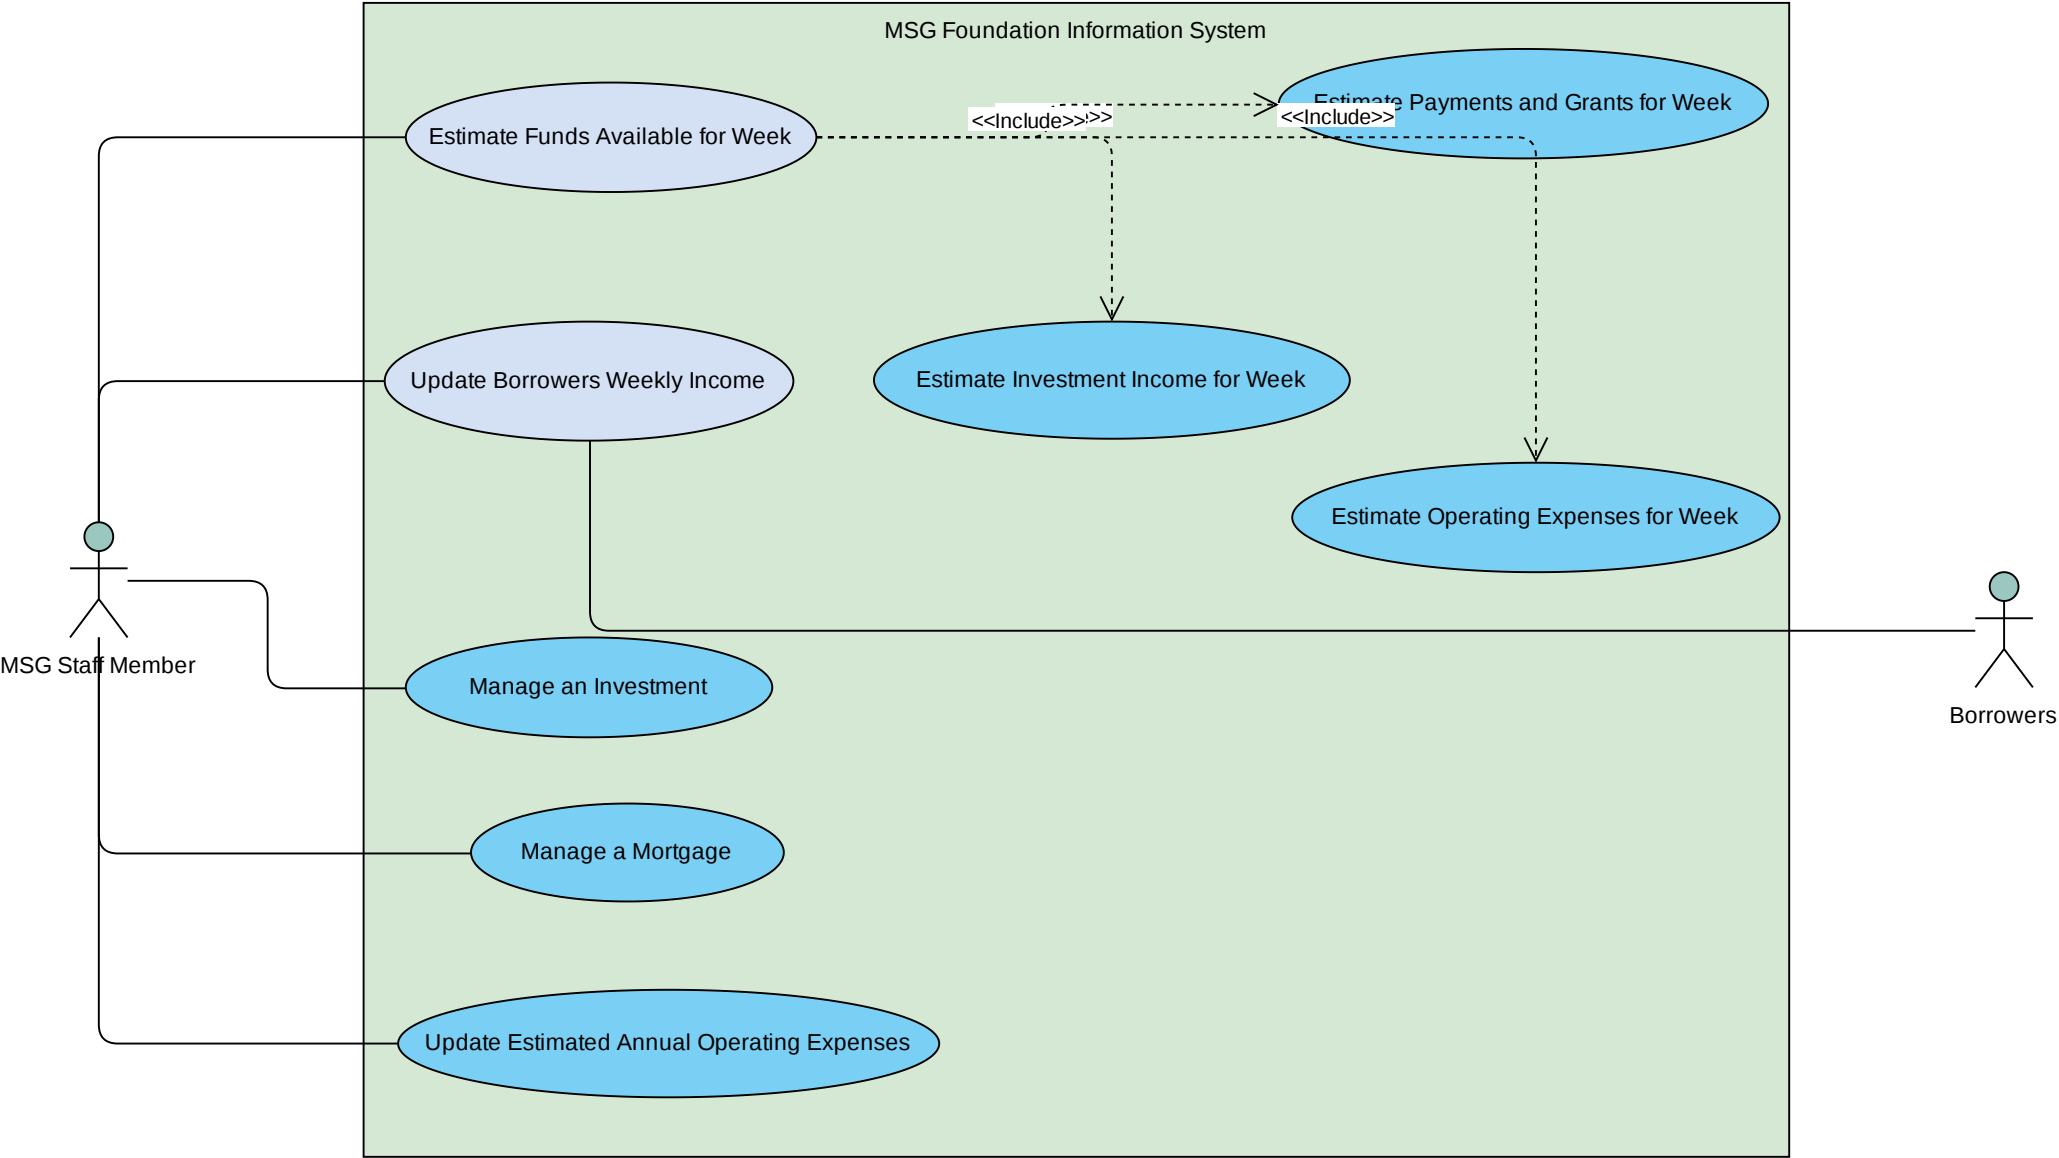 MSG Foundation Information System
Estimate Payments and Grants for Week
<<Include>>
>>
<<Include>>
Estimate Funds Available for Week
Update Borrowers Weekly Income
Estimate Investment Income for Week
Estimate Operating Expenses for Week
MSG Staff Member
Manage an Investment
Borrowers
Manage a Mortgage
Update Estimated Annual Operating Expenses